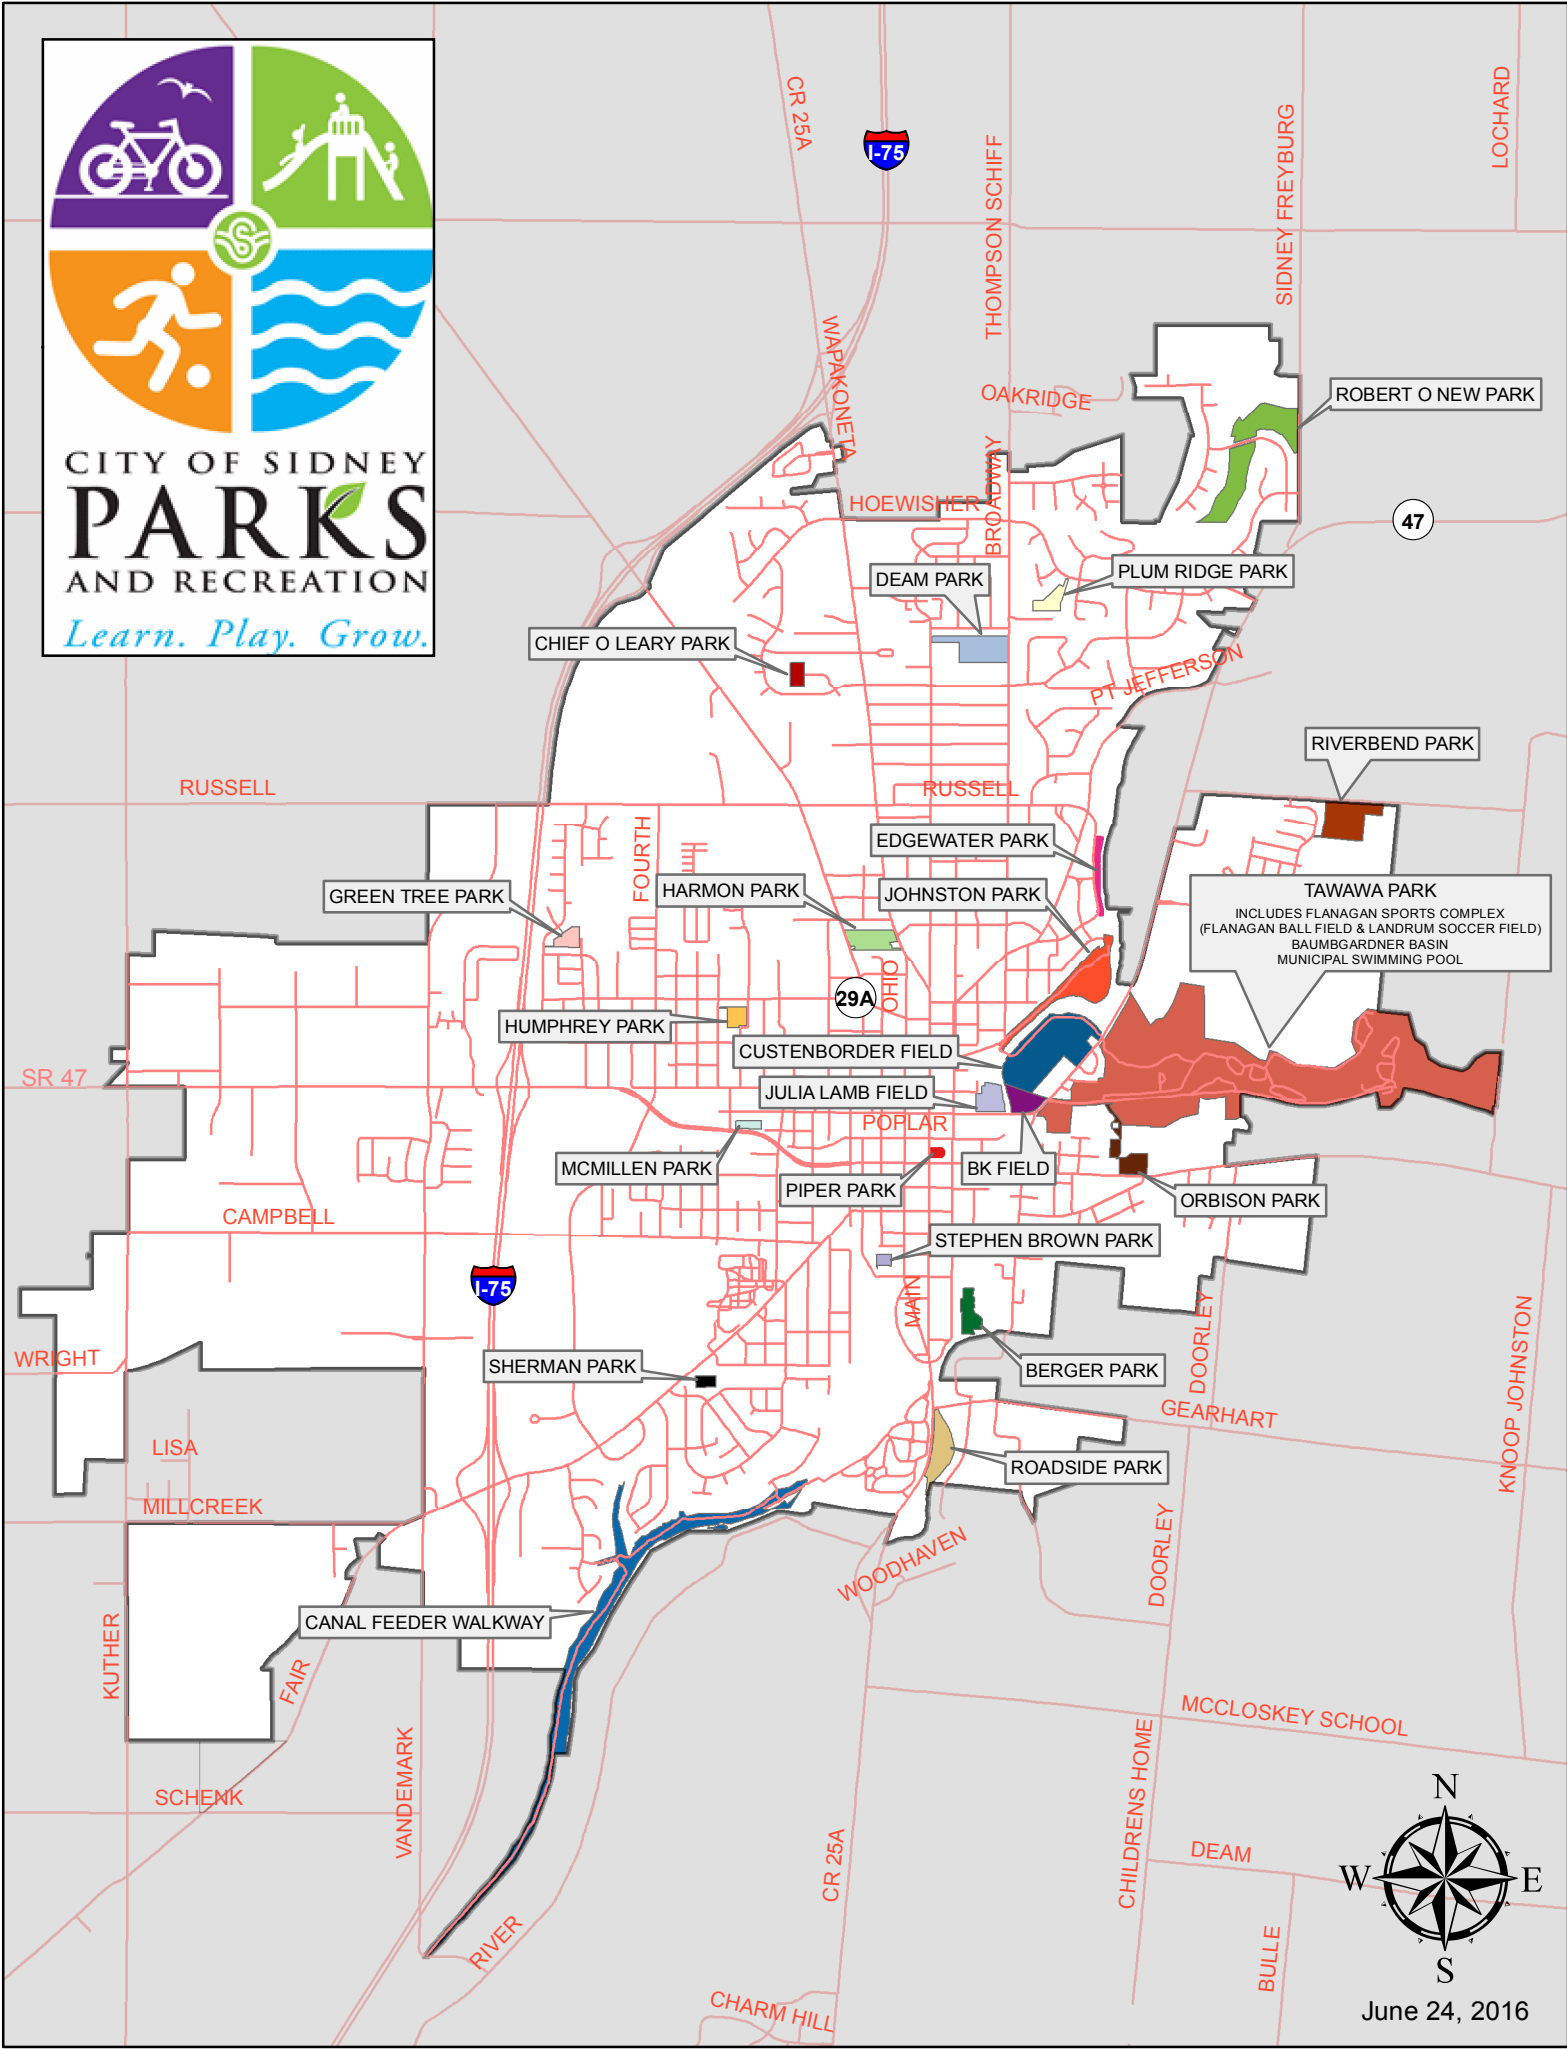 CITY OF SIDNEY
PARKS
AND RECREATION
Learn. Play. Grow.
CR 25A
I-75
THOMPSON SCHIFF
SIDNEY FREYBURG
LOCHARD
WAPAKONETA
OAKRIDGE
ROBERT O NEW PARK
BROADWAY
HOEWISHER
47
DEAM PARK
PLUM RIDGE PARK
CHIEF O LEARY PARK
PT JEFFERSON
RIVERBEND PARK
RUSSELL
RUSSELL
FOURTH
EDGEWATER PARK
GREEN TREE PARK
HARMON PARK
JOHNSTON PARK
TAWAWA PARK
INCLUDES FLANAGAN SPORTS COMPLEX
(FLANAGAN BALL FIELD & LANDRUM SOCCER FIELD)
BAUMBGARDNER BASIN
MUNICIPAL SWIMMING POOL
29A
OHIO
HUMPHREY PARK
CUSTENBORDER FIELD
SR 47
JULIA LAMB FIELD
POPLAR
MCMILLEN PARK
BK FIELD
PIPER PARK
ORBISON PARK
CAMPBELL
STEPHEN BROWN PARK
I-75
MAIN
DOORLEY
KNOOP JOHNSTON
WRIGHT
SHERMAN PARK
BERGER PARK
GEARHART
LISA
ROADSIDE PARK
MILLCREEK
WOODHAVEN
DOORLEY
CANAL FEEDER WALKWAY
KUTHER
FAIR
MCCLOSKEY SCHOOL
VANDEMARK
CHILDRENS HOME
SCHENK
CR 25A
DEAM
RIVER
BULLE
CHARM HILL
N
W
E
S
June 24, 2016